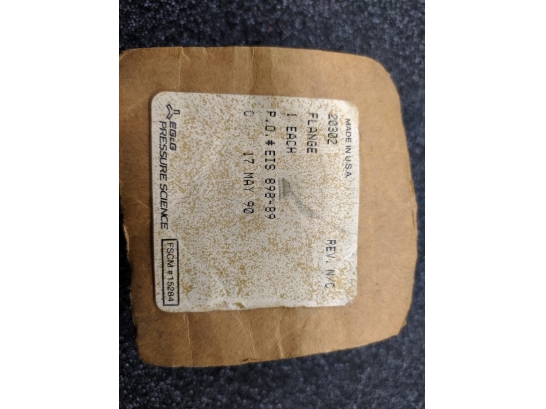 MADE IN U.S.A.
20302 REV. N/C
FLANGE
1 EACH
P.O.#EIS 898-89
C 17 MAY 90
EG&G
PRESSURE SCIENCE
FSCM #15284